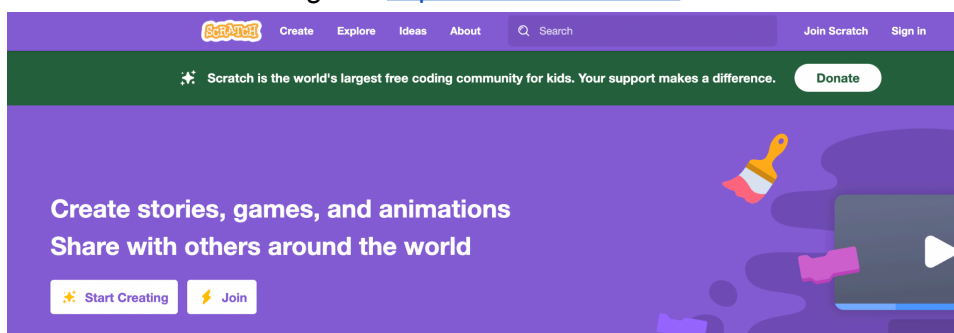 SCRATCH Create Explore Ideas About Search Join Scratch Sign in
Scratch is the world's largest free coding community for kids. Your support makes a difference. Donate
Create stories, games, and animations
Share with others around the world
Start Creating Join